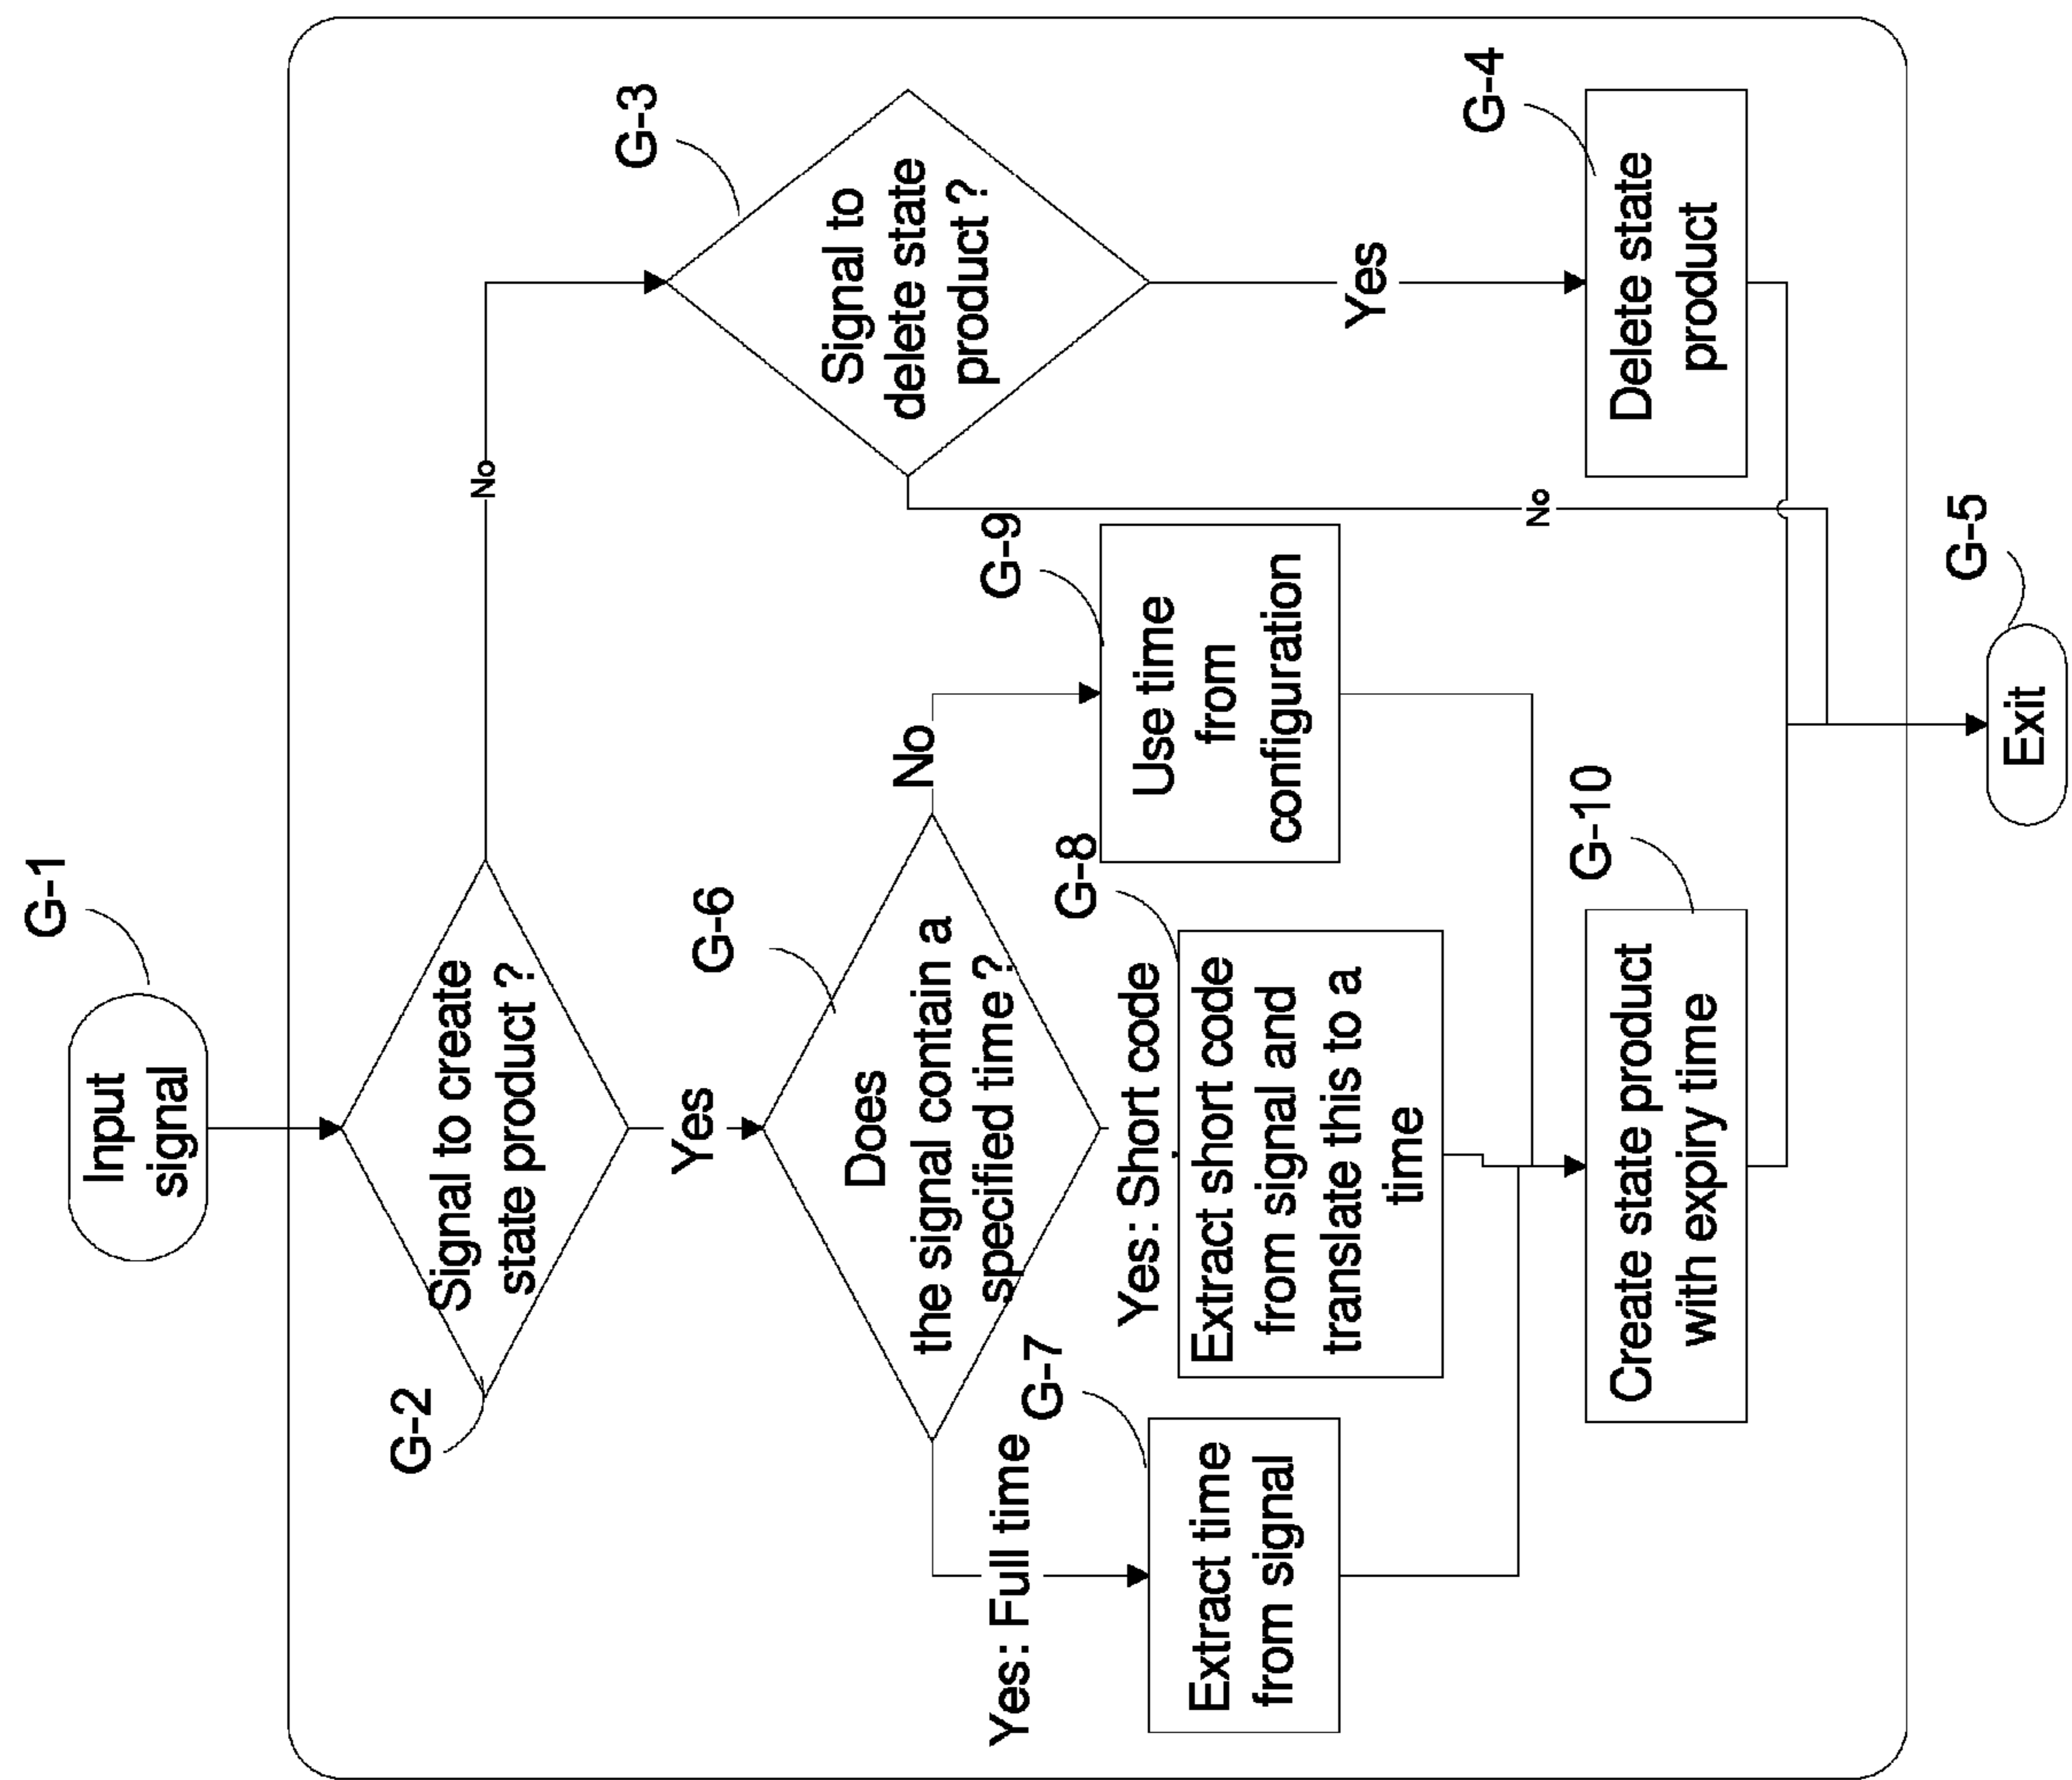 G-1
Input
signal
G-2
Signal to create
state product ?
No
Yes
G-3
Signal to
delete state
product ?
Yes
No
G-4
Delete state
product
G-6
Does
the signal contain a
specified time ?
No
Yes: Full time
Yes: Short code
G-7
Extract time
from signal
G-8
Extract short code
from signal and
translate this to a
time
G-9
Use time
from
configuration
G-10
Create state product
with expiry time
G-5
Exit